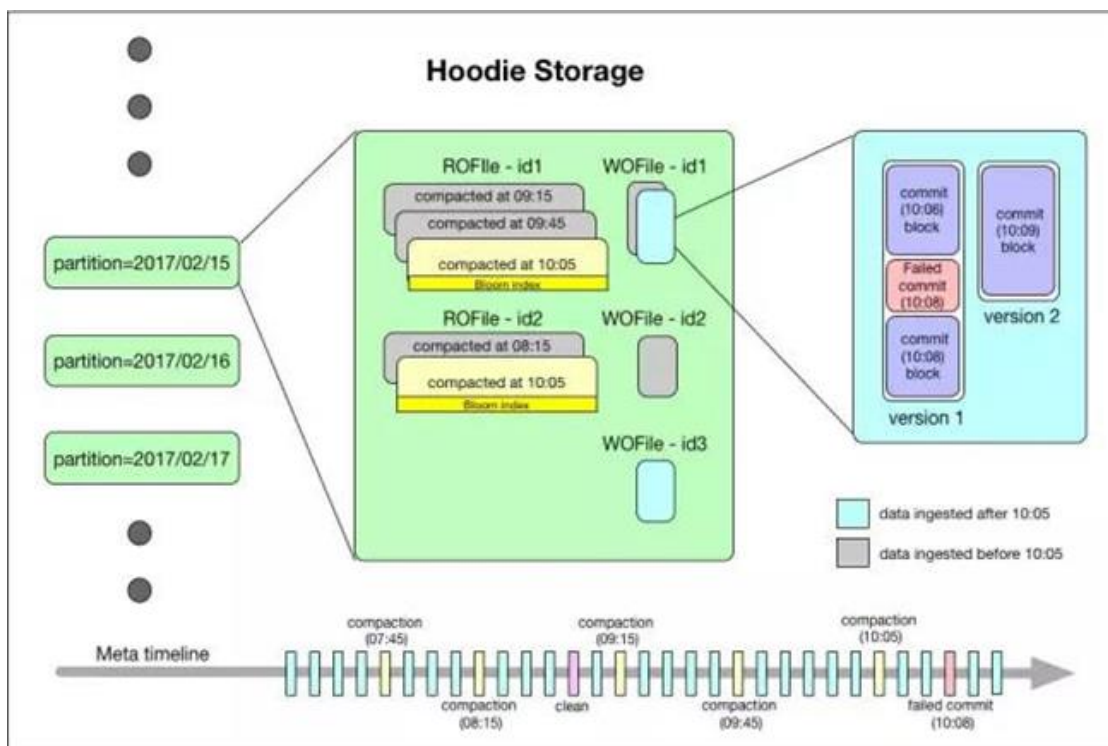 Hoodie Storage
partition=2017/02/15
partition=2017/02/16
partition=2017/02/17
ROFIle - id1
compacted at 09:15
compacted at 09:45
compacted at 10:05
Bloom index
ROFile - id2
compacted at 08:15
compacted at 10:05
Bloom index
WOFile - id1
WOFile - id2
WOFile - id3
commit
(10:06)
block
Failed
commit
(10:08)
commit
(10:08)
block
version 1
commit
(10:09)
block
version 2
data ingested after 10:05
data ingested before 10:05
Meta timeline
compaction
(07:45)
compaction
(08:15)
clean
compaction
(09:15)
compaction
(09:45)
compaction
(10:05)
failed commit
(10:08)